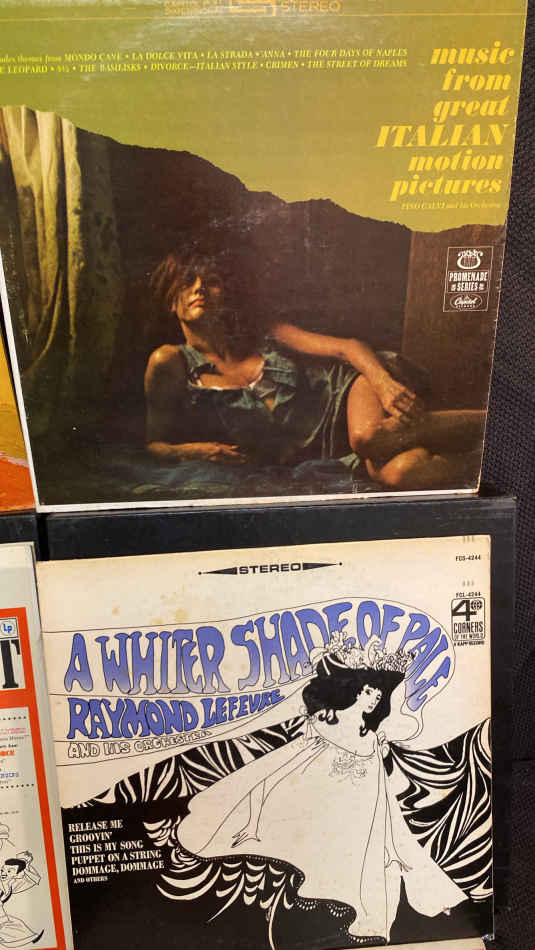 STEREO
des themes from MONDO CANE • LA DOLCE VITA • LA STRADA • ANNA • THE FOUR DAYS OF NAPLES
E LEOPARD • 8½ • THE BASILISKS • DIVORCE—ITALIAN STYLE • CRIMEN • THE STREET OF DREAMS
music
from
great
ITALIAN
motion
pictures
PINO CALVI and his Orchestra
PROMENADE
SERIES
Capitol
RECORDS
STEREO
FCS-4244
FCL-4244
4
CORNERS
OF THE WORLD
A KAPP RECORD
A WHITER SHADE OF PALE
RAYMOND LEFEVRE
AND HIS ORCHESTRA
RELEASE ME
GROOVIN'
THIS IS MY SONG
PUPPET ON A STRING
DOMMAGE, DOMMAGE
AND OTHERS
Lp
T